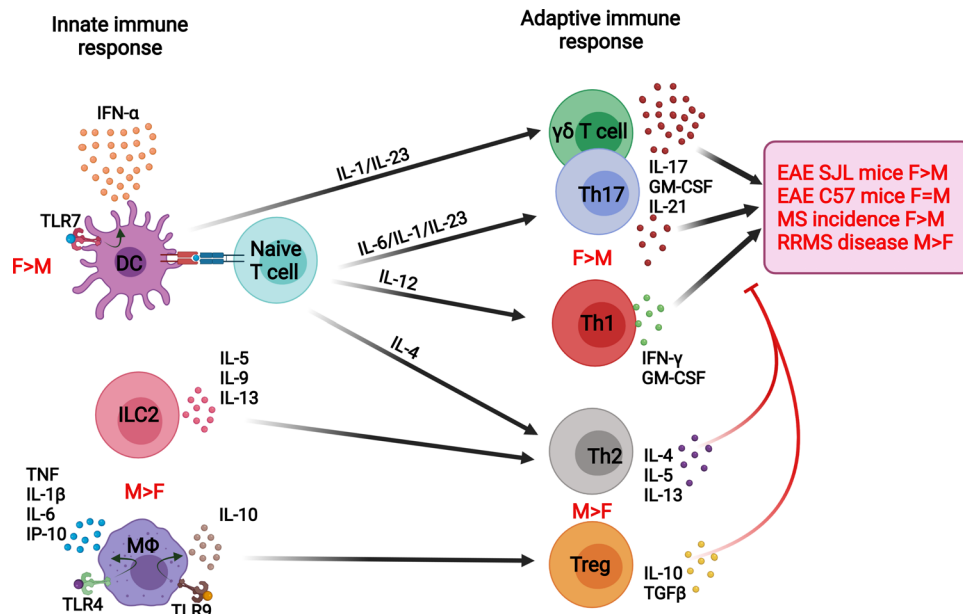 Innate immune
response
Adaptive immune
response
IFN-α
TLR7
F>M
DC
Naive
T cell
IL-1/IL-23
IL-6/IL-1/IL-23
IL-12
IL-4
γδ T cell
Th17
IL-17
GM-CSF
IL-21
F>M
Th1
IFN-γ
GM-CSF
EAE SJL mice F>M
EAE C57 mice F=M
MS incidence F>M
RRMS disease M>F
ILC2
IL-5
IL-9
IL-13
Th2
IL-4
IL-5
IL-13
M>F
M>F
TNF
IL-1β
IL-6
IP-10
MΦ
IL-10
TLR4
TLR9
Treg
IL-10
TGFβ